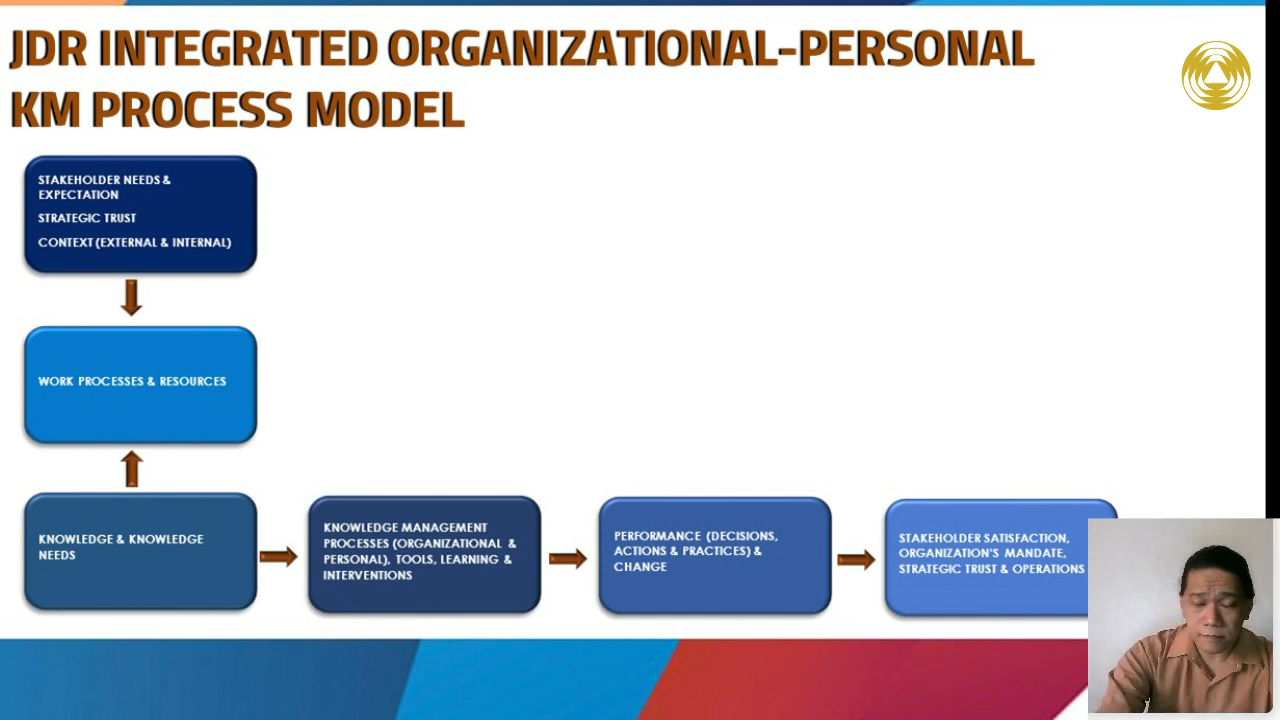 JDR INTEGRATED ORGANIZATIONAL-PERSONAL
KM PROCESS MODEL
STAKEHOLDER NEEDS &
EXPECTATION
STRATEGIC TRUST
CONTEXT (EXTERNAL & INTERNAL)
WORK PROCESSES & RESOURCES
KNOWLEDGE & KNOWLEDGE
NEEDS
KNOWLEDGE MANAGEMENT
PROCESSES (ORGANIZATIONAL &
PERSONAL), TOOLS, LEARNING &
INTERVENTIONS
PERFORMANCE (DECISIONS,
ACTIONS & PRACTICES) &
CHANGE
STAKEHOLDER SATISFACTION,
ORGANIZATION'S MANDATE,
STRATEGIC TRUST & OPERATIONS